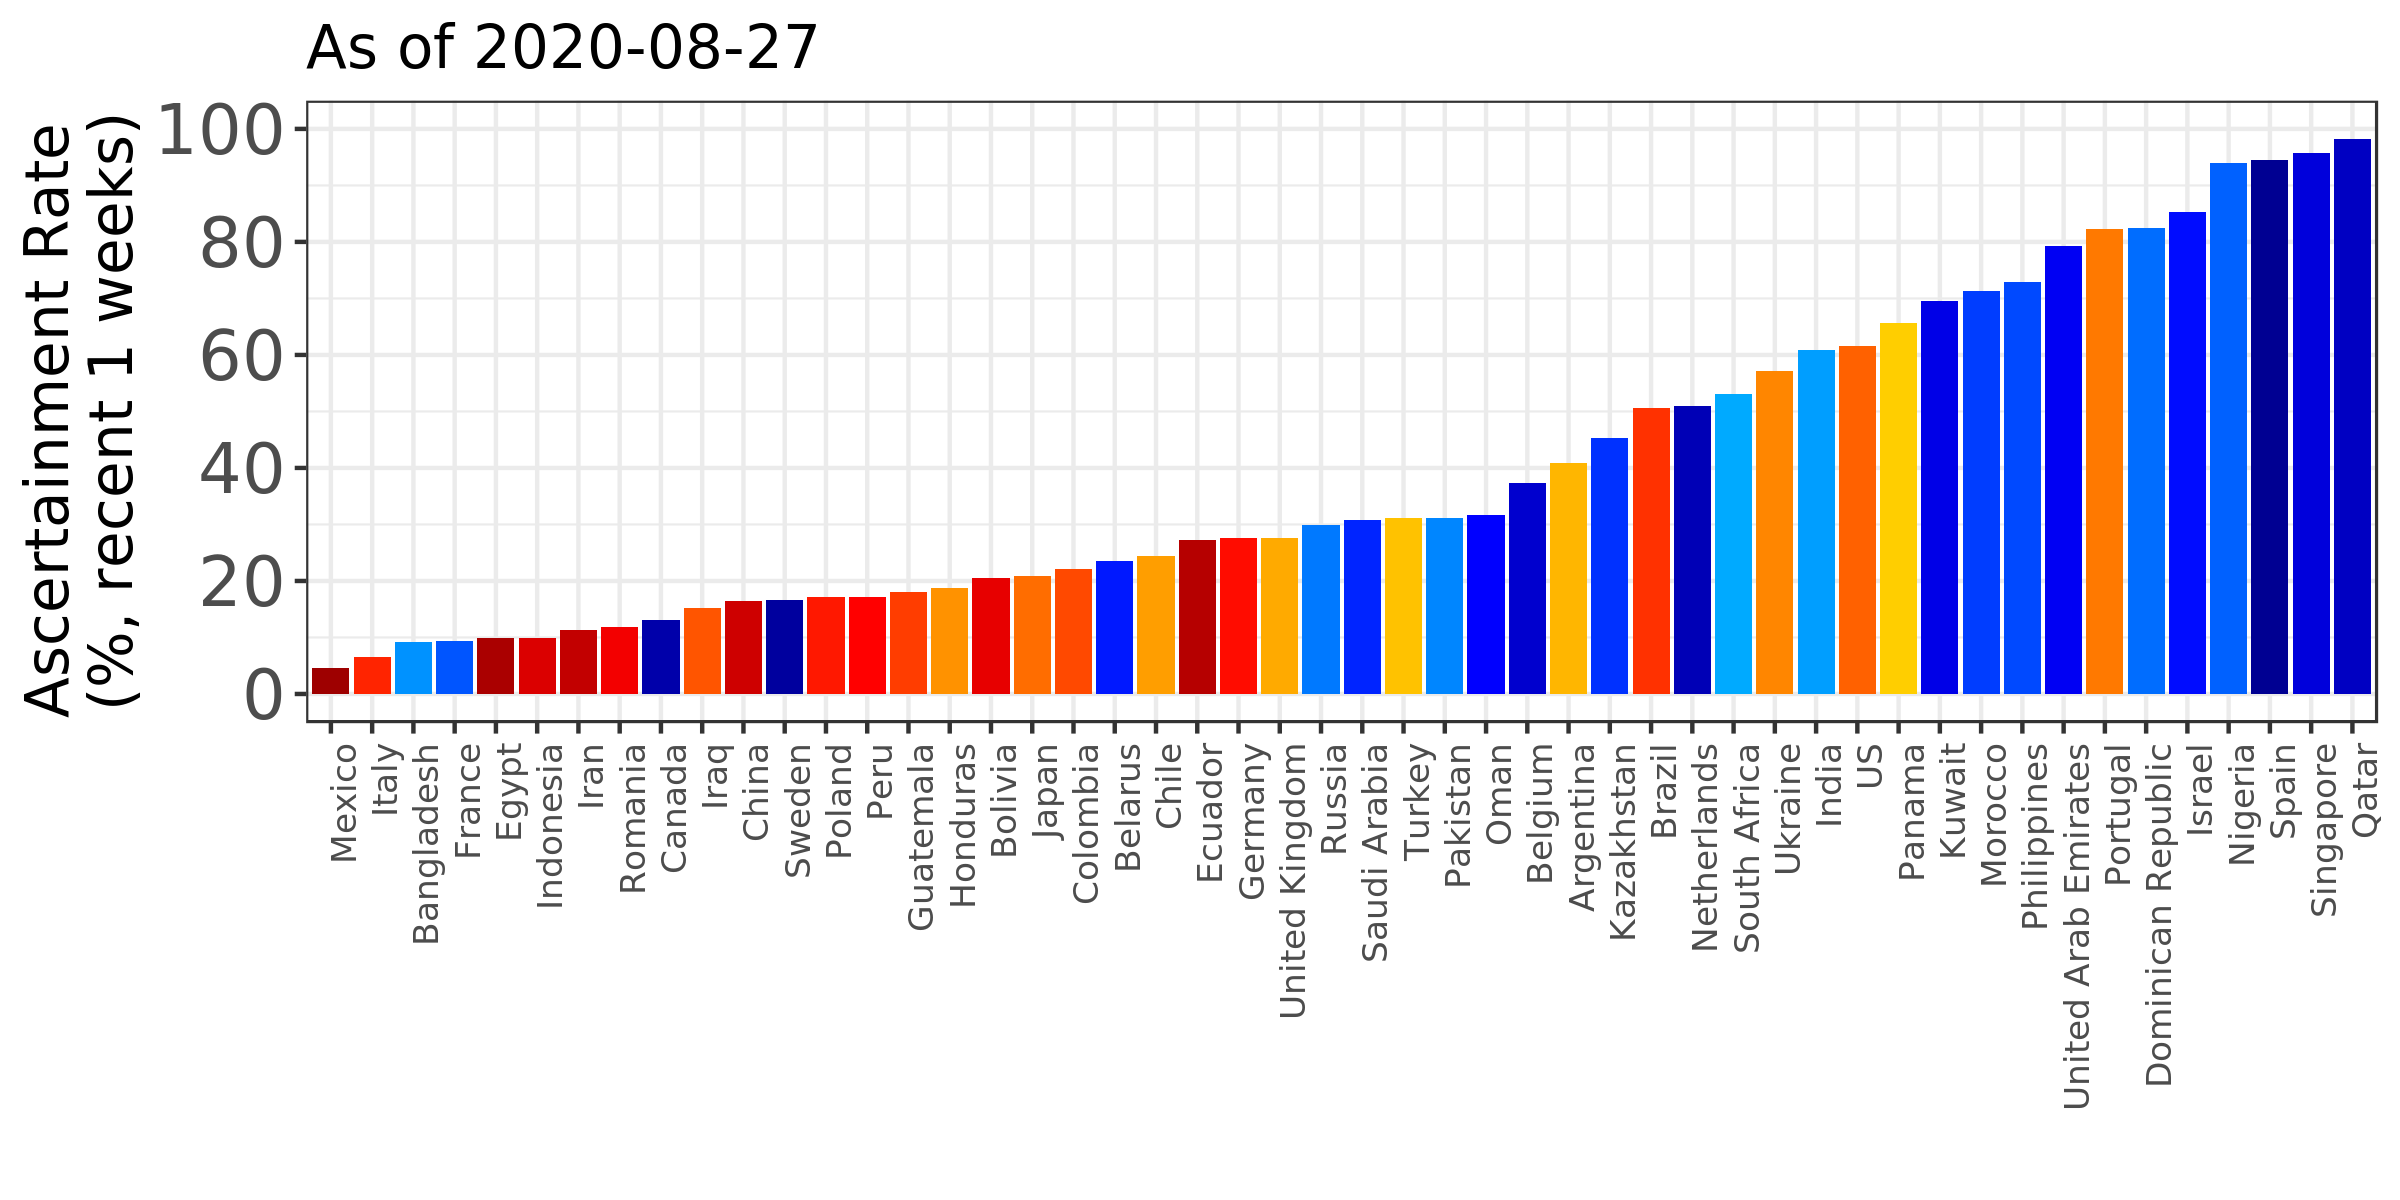 As of 2020-08-27
Ascertainment Rate
(%, recent 1 weeks)
100
80
60
40
20
0
Mexico
Italy
Bangladesh
France
Egypt
Indonesia
Iran
Romania
Canada
Iraq
China
Sweden
Poland
Peru
Guatemala
Honduras
Bolivia
Japan
Colombia
Belarus
Chile
Ecuador
Germany
United Kingdom
Russia
Saudi Arabia
Turkey
Pakistan
Oman
Belgium
Argentina
Kazakhstan
Brazil
Netherlands
South Africa
Ukraine
India
US
Panama
Kuwait
Morocco
Philippines
United Arab Emirates
Portugal
Dominican Republic
Israel
Nigeria
Spain
Singapore
Qatar